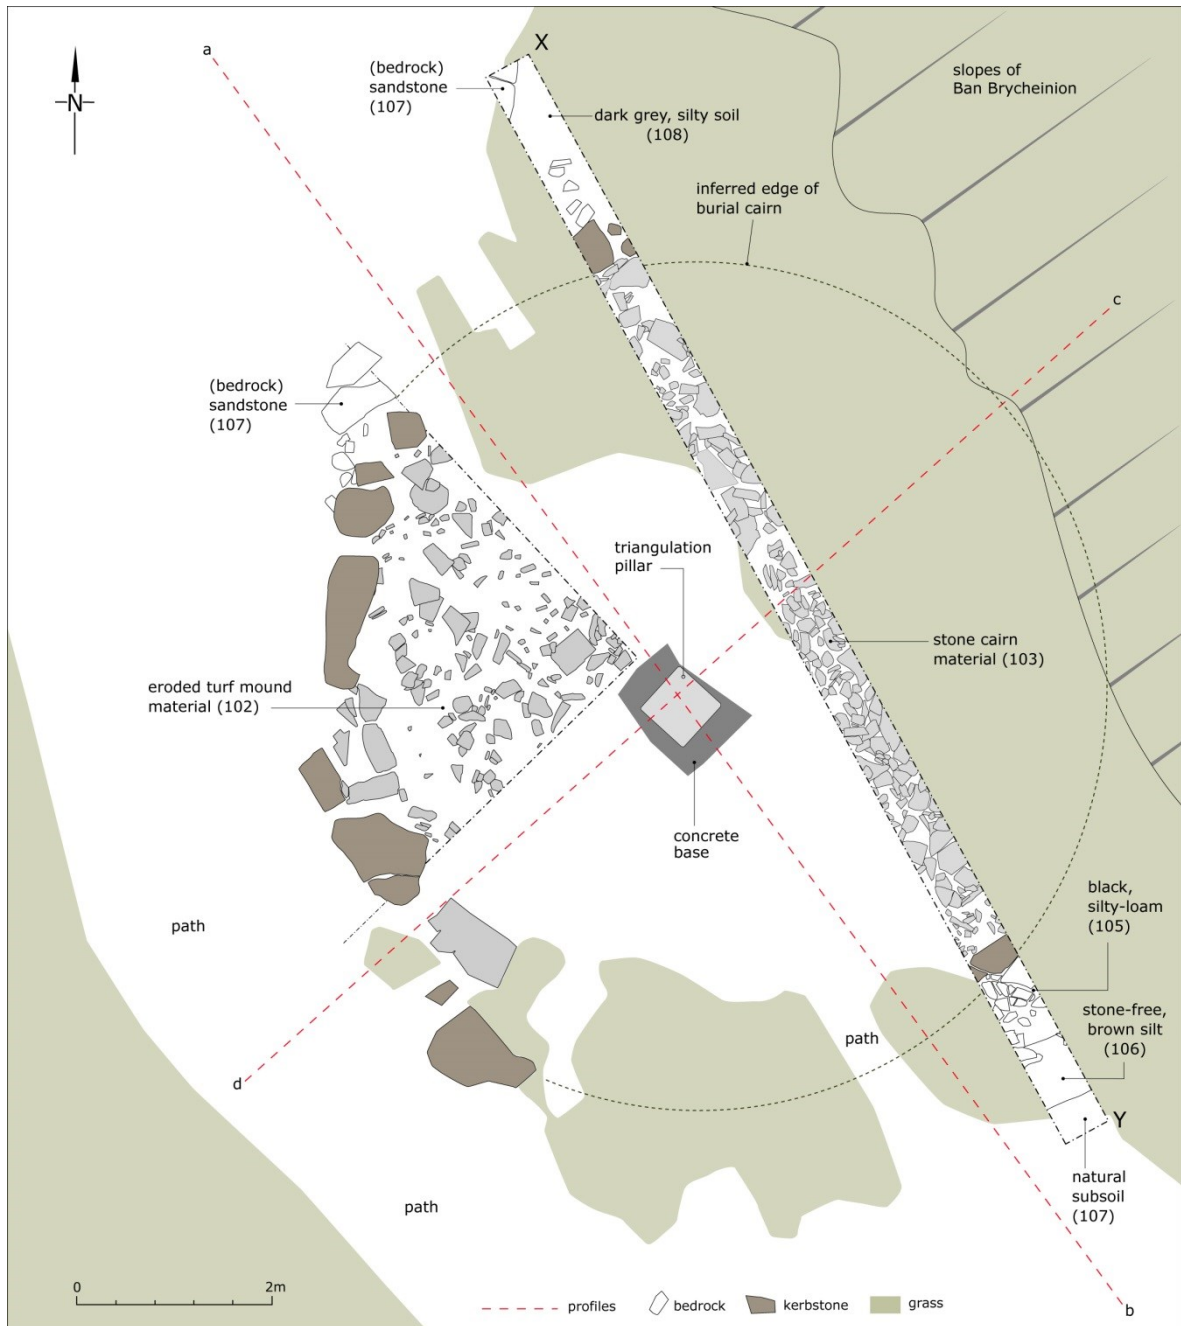 a
X
(bedrock)
sandstone
(107)
slopes of
Ban Brycheinion
N
dark grey, silty soil
(108)
inferred edge of
burial cairn
c
(bedrock)
sandstone
(107)
triangulation
pillar
stone cairn
material (103)
eroded turf mound
material (102)
concrete
base
black,
silty-loam
(105)
path
stone-free,
brown silt
(106)
path
d
Y
natural
subsoil
(107)
path
0 2m
profiles bedrock kerbstone grass
b